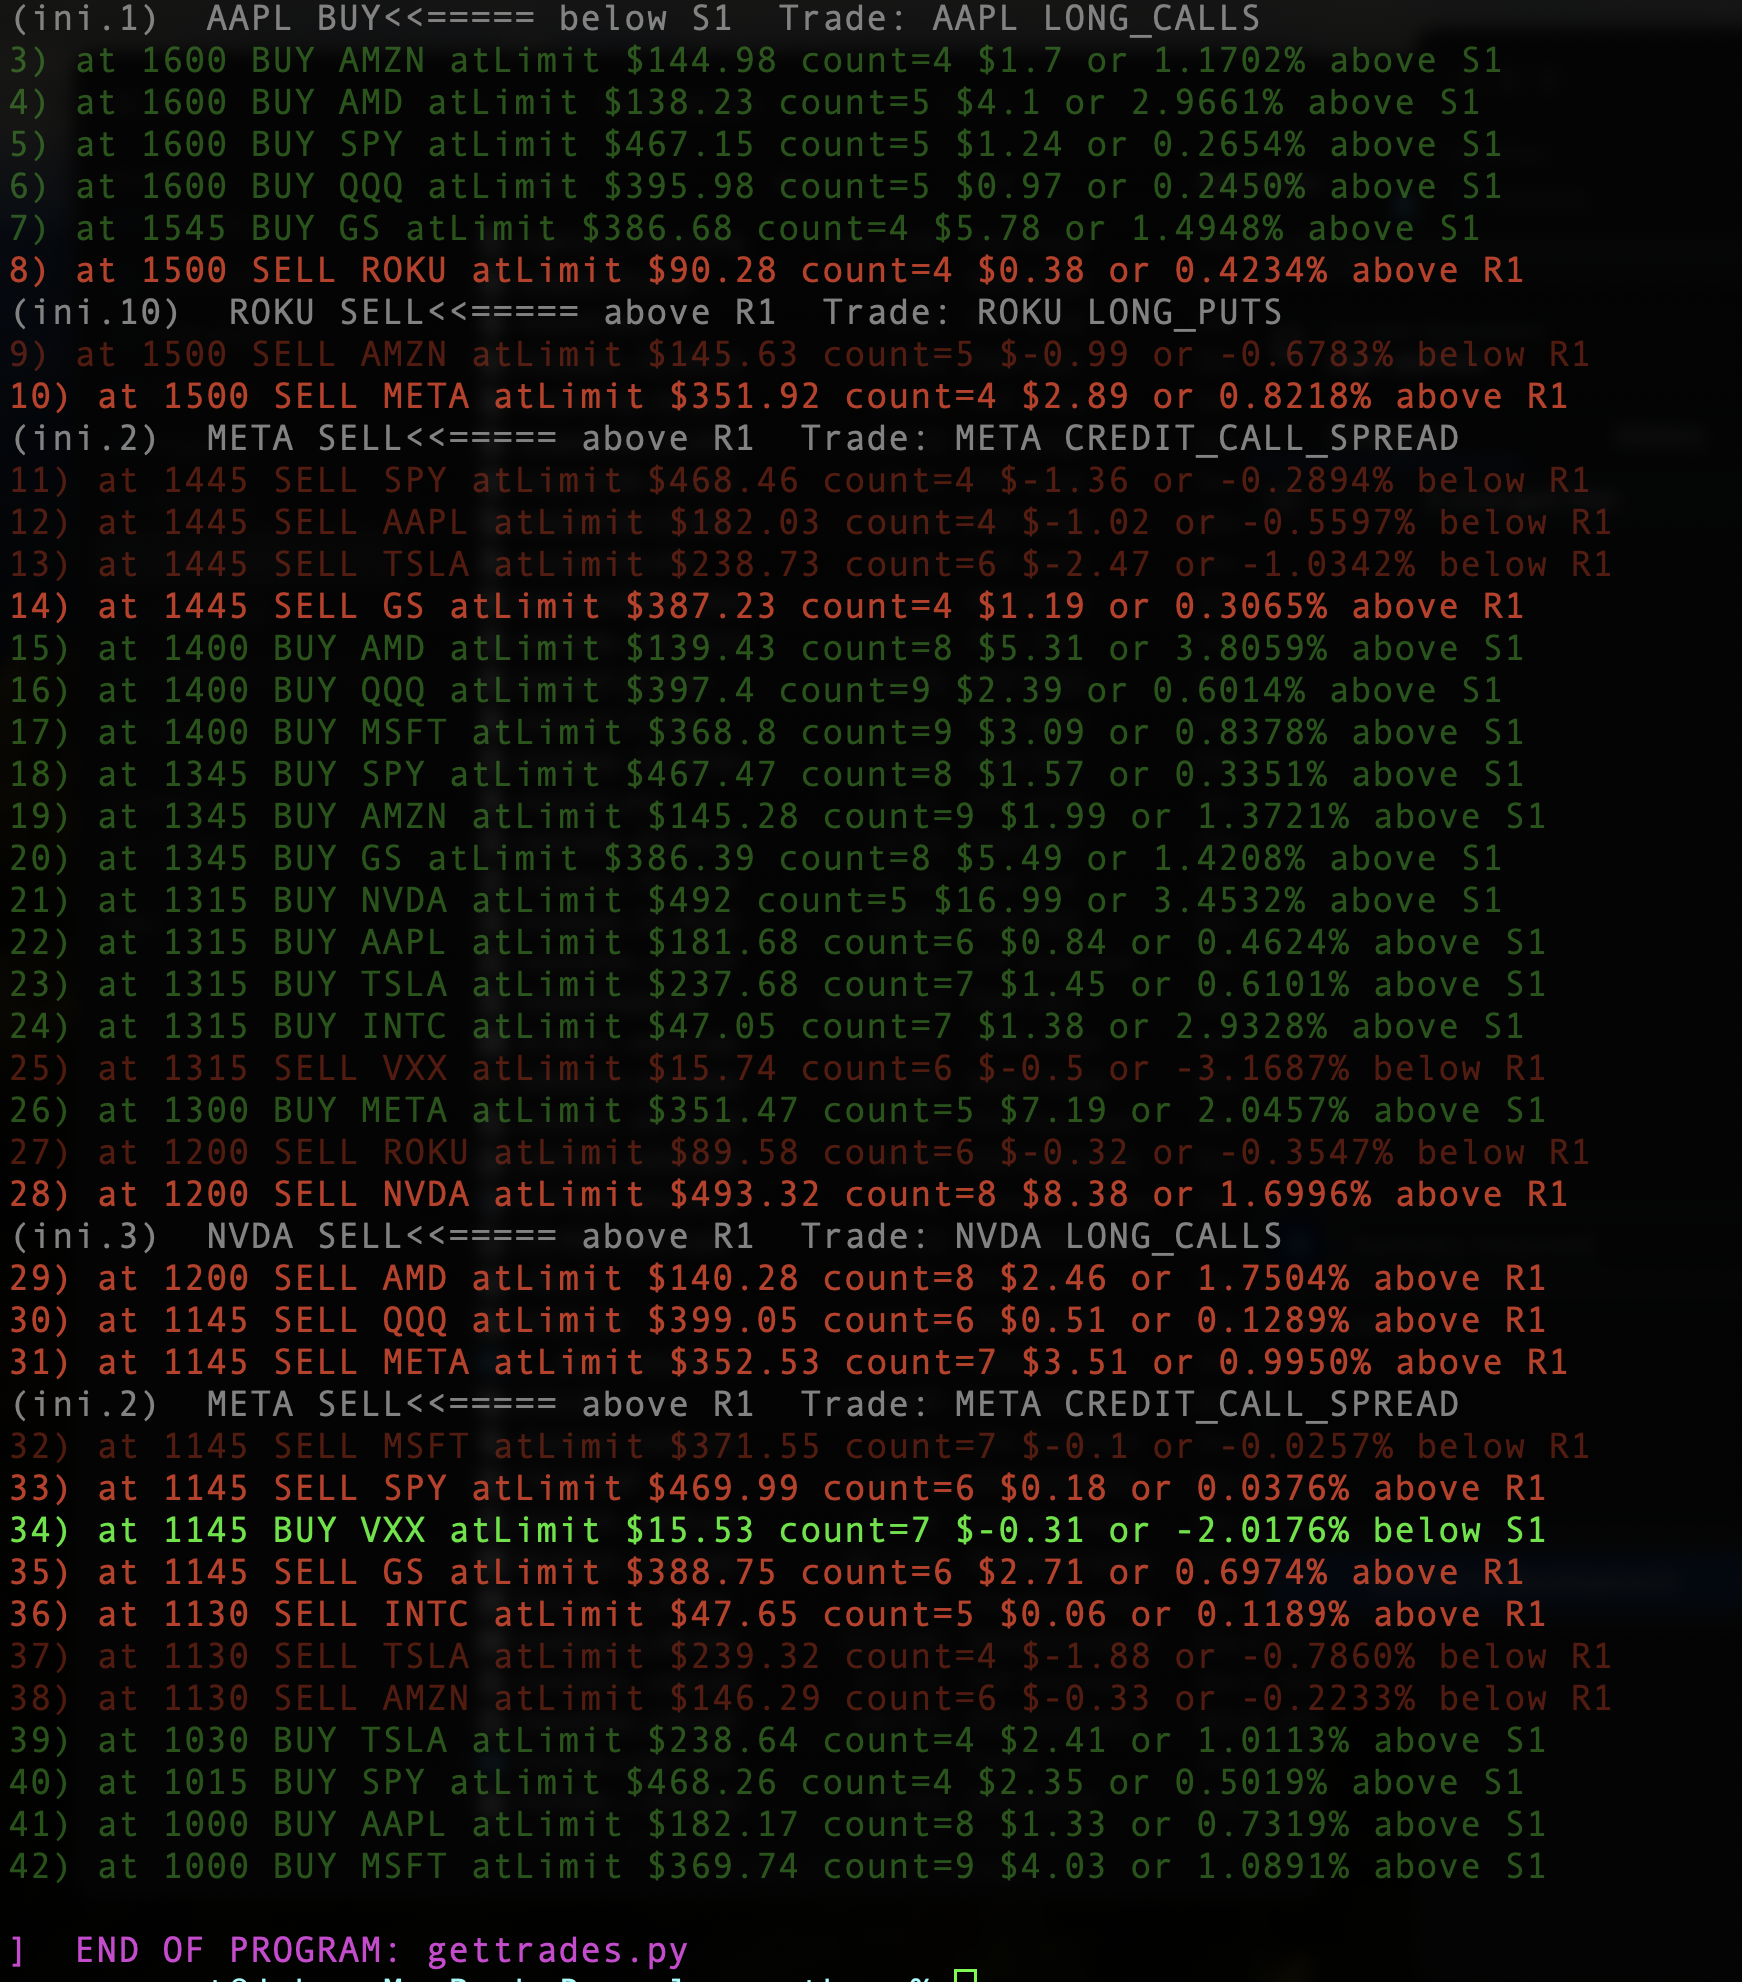 (ini.1)  AAPL BUY<<===== below S1  Trade: AAPL LONG_CALLS
3) at 1600 BUY AMZN atLimit $144.98 count=4 $1.7 or 1.1702% above S1
4) at 1600 BUY AMD atLimit $138.23 count=5 $4.1 or 2.9661% above S1
5) at 1600 BUY SPY atLimit $467.15 count=5 $1.24 or 0.2654% above S1
6) at 1600 BUY QQQ atLimit $395.98 count=5 $0.97 or 0.2450% above S1
7) at 1545 BUY GS atLimit $386.68 count=4 $5.78 or 1.4948% above S1
8) at 1500 SELL ROKU atLimit $90.28 count=4 $0.38 or 0.4234% above R1
(ini.10)  ROKU SELL<<===== above R1  Trade: ROKU LONG_PUTS
9) at 1500 SELL AMZN atLimit $145.63 count=5 $-0.99 or -0.6783% below R1
10) at 1500 SELL META atLimit $351.92 count=4 $2.89 or 0.8218% above R1
(ini.2)  META SELL<<===== above R1  Trade: META CREDIT_CALL_SPREAD
11) at 1445 SELL SPY atLimit $468.46 count=4 $-1.36 or -0.2894% below R1
12) at 1445 SELL AAPL atLimit $182.03 count=4 $-1.02 or -0.5597% below R1
13) at 1445 SELL TSLA atLimit $238.73 count=6 $-2.47 or -1.0342% below R1
14) at 1445 SELL GS atLimit $387.23 count=4 $1.19 or 0.3065% above R1
15) at 1400 BUY AMD atLimit $139.43 count=8 $5.31 or 3.8059% above S1
16) at 1400 BUY QQQ atLimit $397.4 count=9 $2.39 or 0.6014% above S1
17) at 1400 BUY MSFT atLimit $368.8 count=9 $3.09 or 0.8378% above S1
18) at 1345 BUY SPY atLimit $467.47 count=8 $1.57 or 0.3351% above S1
19) at 1345 BUY AMZN atLimit $145.28 count=9 $1.99 or 1.3721% above S1
20) at 1345 BUY GS atLimit $386.39 count=8 $5.49 or 1.4208% above S1
21) at 1315 BUY NVDA atLimit $492 count=5 $16.99 or 3.4532% above S1
22) at 1315 BUY AAPL atLimit $181.68 count=6 $0.84 or 0.4624% above S1
23) at 1315 BUY TSLA atLimit $237.68 count=7 $1.45 or 0.6101% above S1
24) at 1315 BUY INTC atLimit $47.05 count=7 $1.38 or 2.9328% above S1
25) at 1315 SELL VXX atLimit $15.74 count=6 $-0.5 or -3.1687% below R1
26) at 1300 BUY META atLimit $351.47 count=5 $7.19 or 2.0457% above S1
27) at 1200 SELL ROKU atLimit $89.58 count=6 $-0.32 or -0.3547% below R1
28) at 1200 SELL NVDA atLimit $493.32 count=8 $8.38 or 1.6996% above R1
(ini.3)  NVDA SELL<<===== above R1  Trade: NVDA LONG_CALLS
29) at 1200 SELL AMD atLimit $140.28 count=8 $2.46 or 1.7504% above R1
30) at 1145 SELL QQQ atLimit $399.05 count=6 $0.51 or 0.1289% above R1
31) at 1145 SELL META atLimit $352.53 count=7 $3.51 or 0.9950% above R1
(ini.2)  META SELL<<===== above R1  Trade: META CREDIT_CALL_SPREAD
32) at 1145 SELL MSFT atLimit $371.55 count=7 $-0.1 or -0.0257% below R1
33) at 1145 SELL SPY atLimit $469.99 count=6 $0.18 or 0.0376% above R1
34) at 1145 BUY VXX atLimit $15.53 count=7 $-0.31 or -2.0176% below S1
35) at 1145 SELL GS atLimit $388.75 count=6 $2.71 or 0.6974% above R1
36) at 1130 SELL INTC atLimit $47.65 count=5 $0.06 or 0.1189% above R1
37) at 1130 SELL TSLA atLimit $239.32 count=4 $-1.88 or -0.7860% below R1
38) at 1130 SELL AMZN atLimit $146.29 count=6 $-0.33 or -0.2233% below R1
39) at 1030 BUY TSLA atLimit $238.64 count=4 $2.41 or 1.0113% above S1
40) at 1015 BUY SPY atLimit $468.26 count=4 $2.35 or 0.5019% above S1
41) at 1000 BUY AAPL atLimit $182.17 count=8 $1.33 or 0.7319% above S1
42) at 1000 BUY MSFT atLimit $369.74 count=9 $4.03 or 1.0891% above S1
]  END OF PROGRAM: gettrades.py